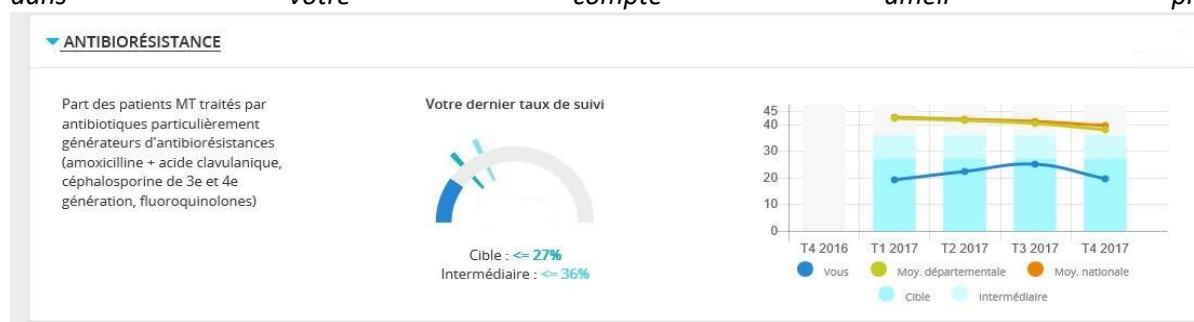 dans votre compte ameli
ANTIBIORÉSISTANCE
Part des patients MT traités par
antibiotiques particulièrement
générateurs d'antibiorésistances
(amoxicilline + acide clavulanique,
céphalosporine de 3e et 4e
génération, fluoroquinolones)
Votre dernier taux de suivi
Cible : <= 27%
Intermédiaire : <= 36%
45
40
30
20
10
0
T4 2016 T1 2017 T2 2017 T3 2017 T4 2017
Vous Moy. départementale Moy. nationale
Cible Intermédiaire